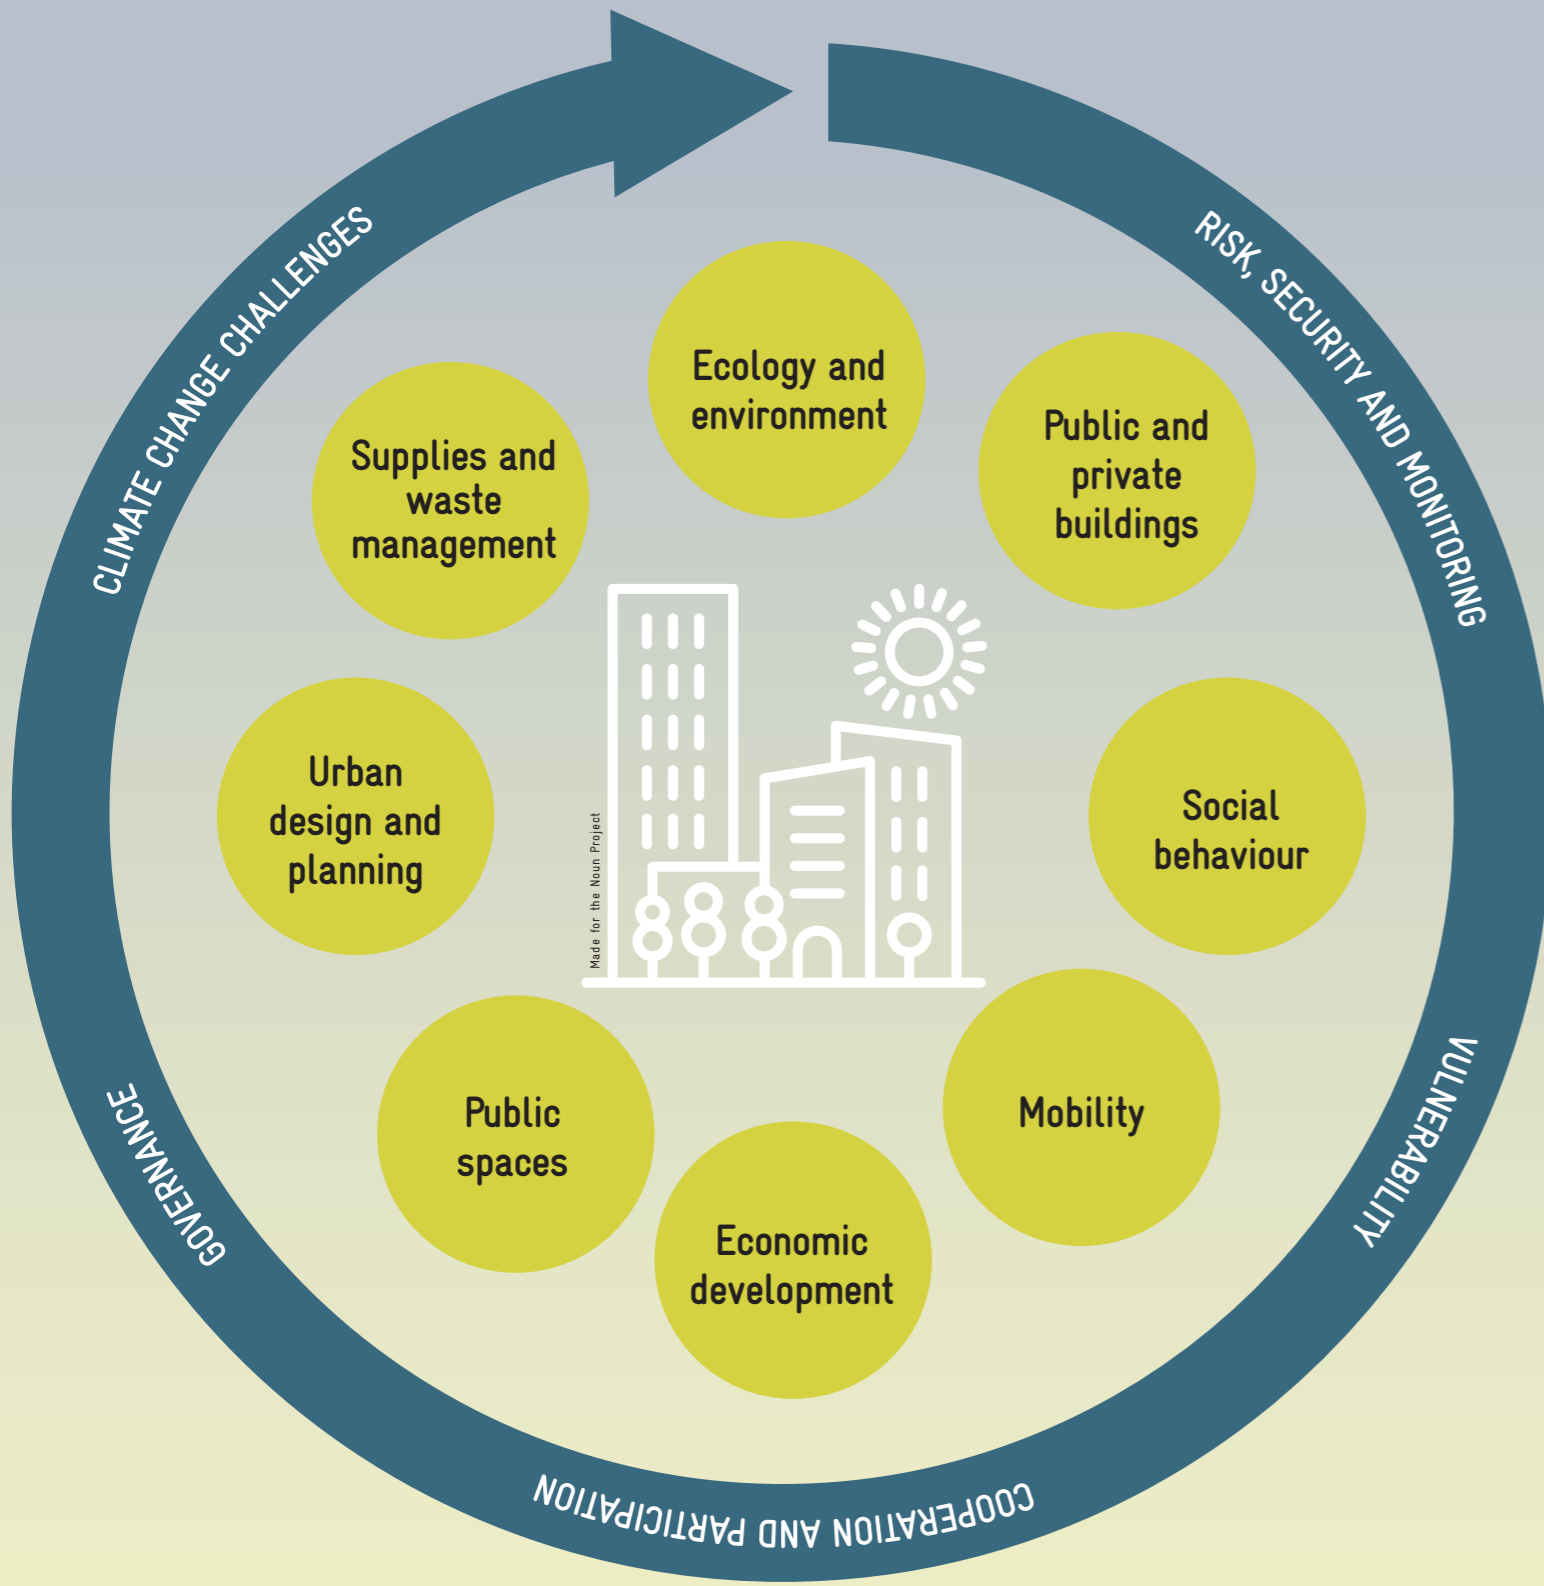 CLIMATE CHANGE CHALLENGES
RISK, SECURITY AND MONITORING
VULNERABILITY
COOPERATION AND PARTICIPATION
GOVERNANCE
Ecology and
environment
Public and
private
buildings
Social
behaviour
Mobility
Economic
development
Public
spaces
Urban
design and
planning
Supplies and
waste
management
Made for the Noun Project